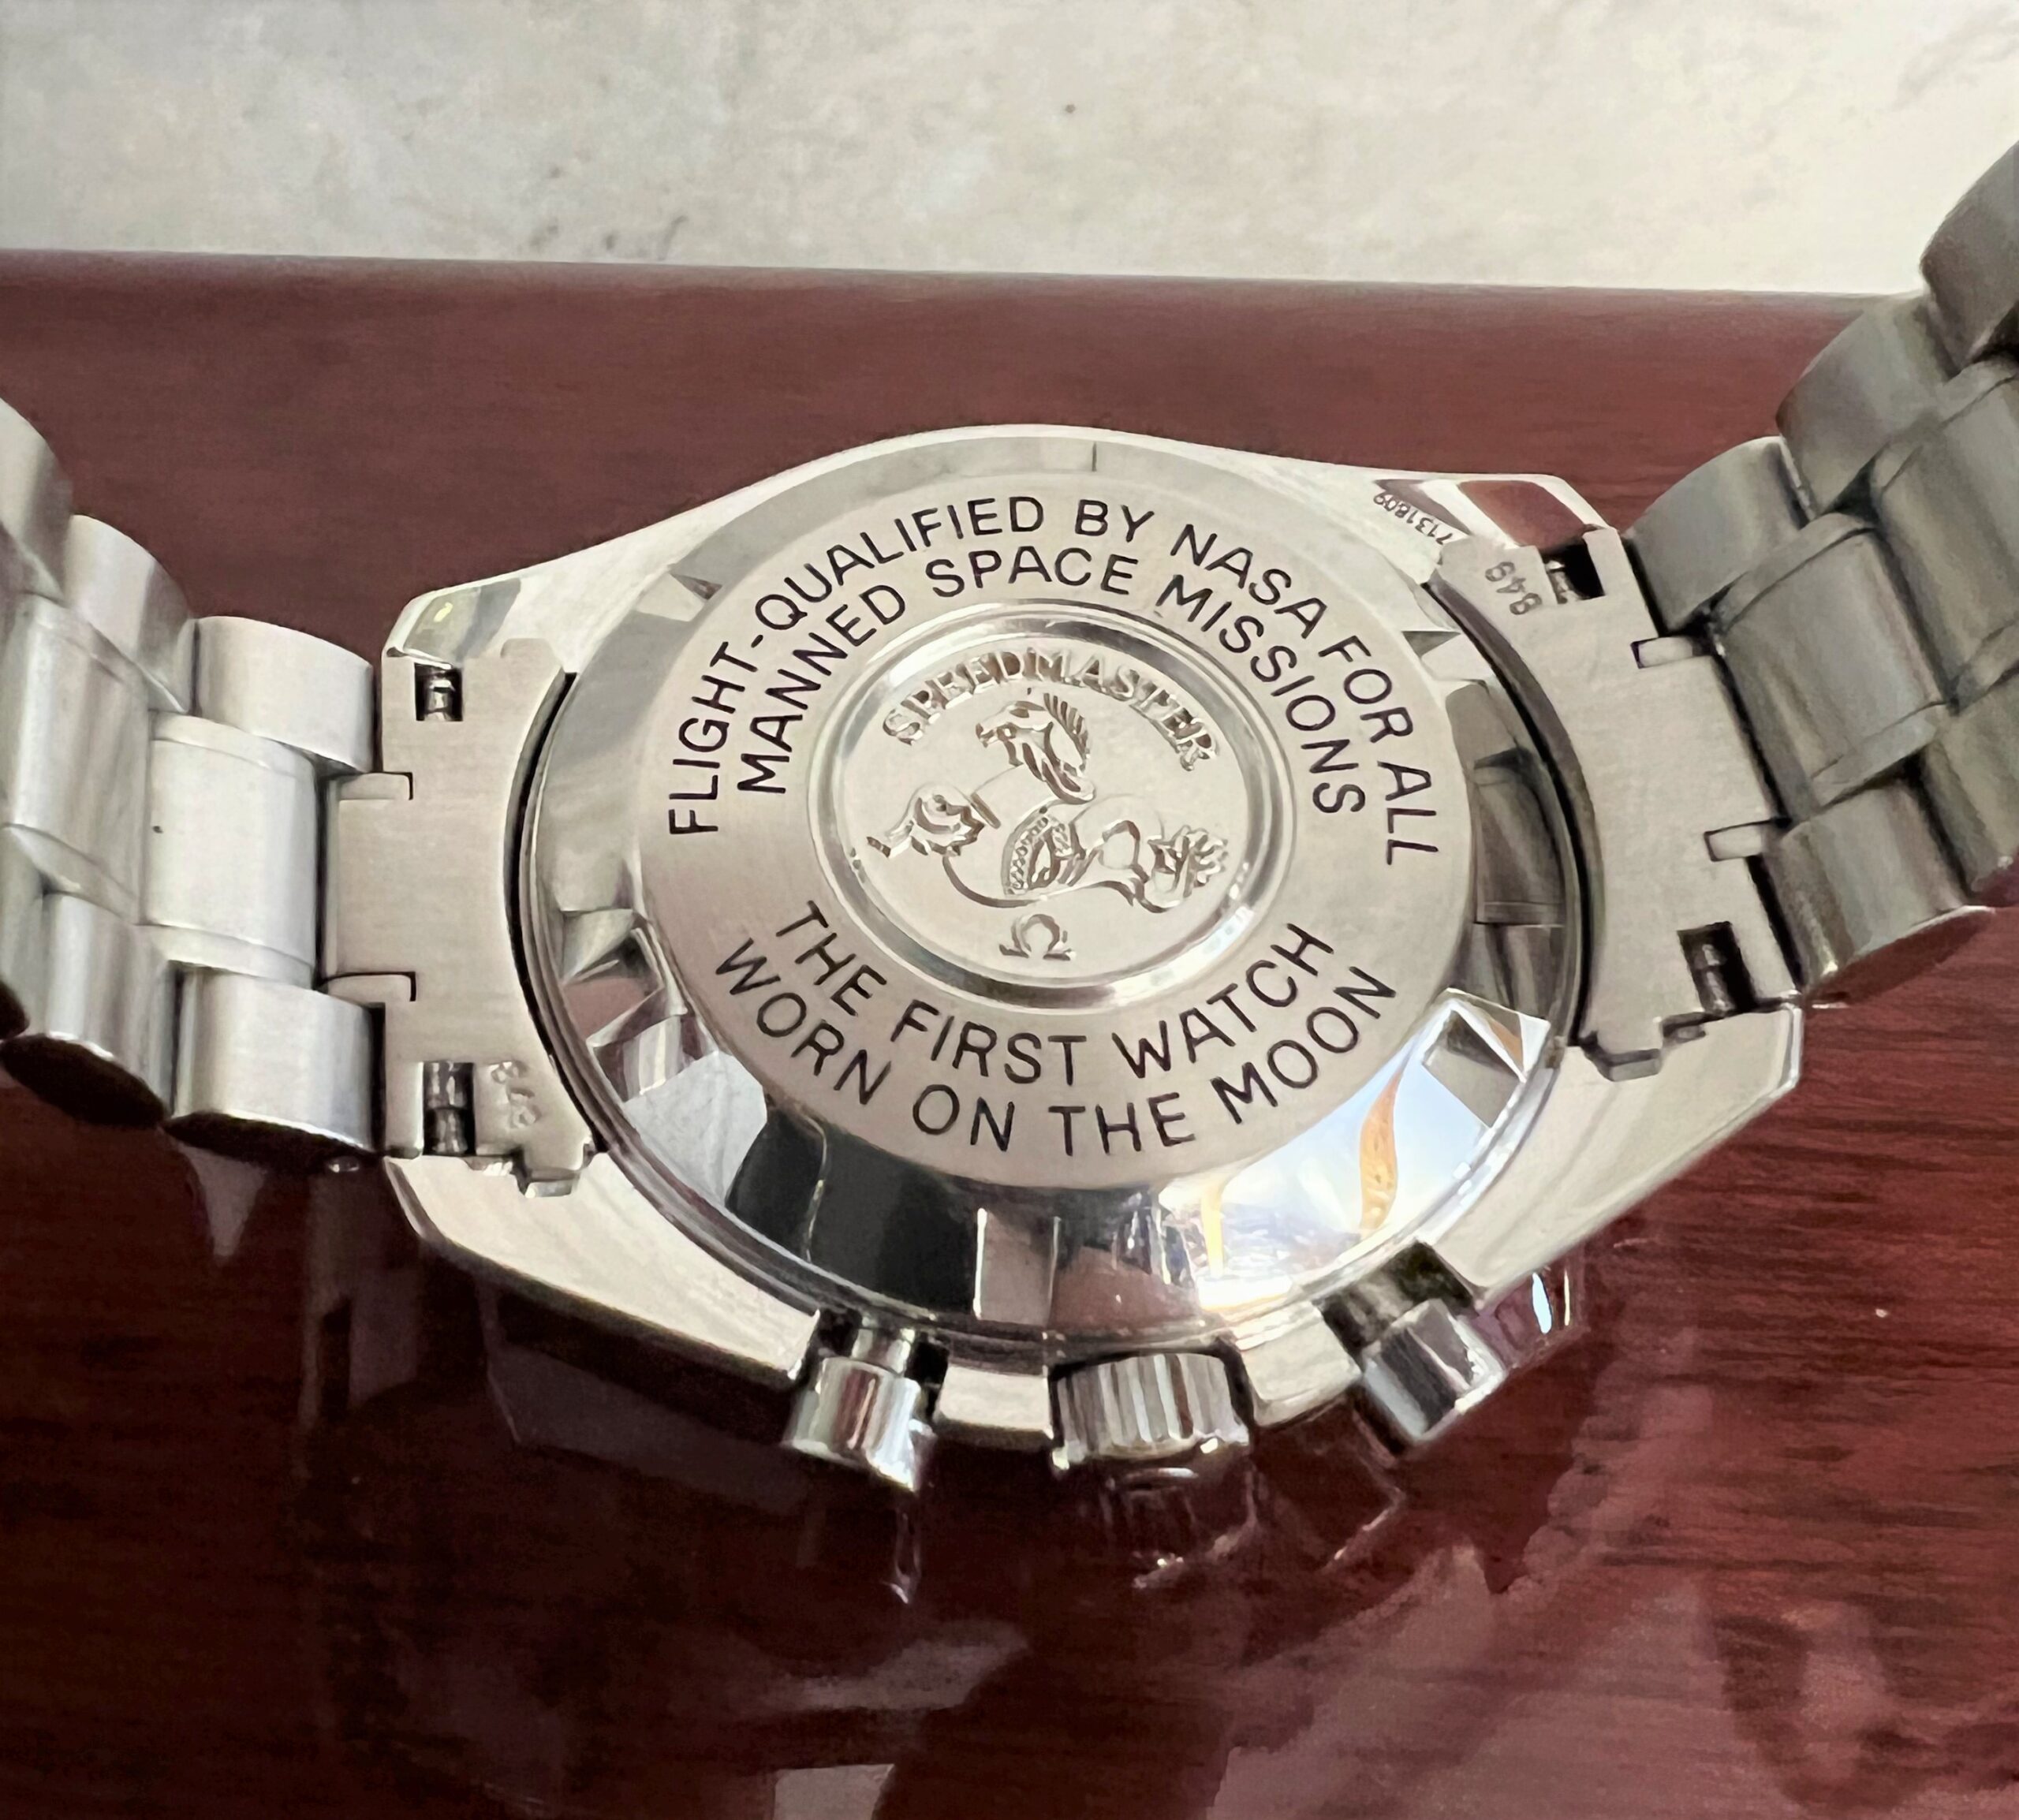 FLIGHT-QUALIFIED BY NASA FOR ALL
MANNED SPACE MISSIONS
SPEEDMASTER
Ω
THE FIRST WATCH
WORN ON THE MOON
849